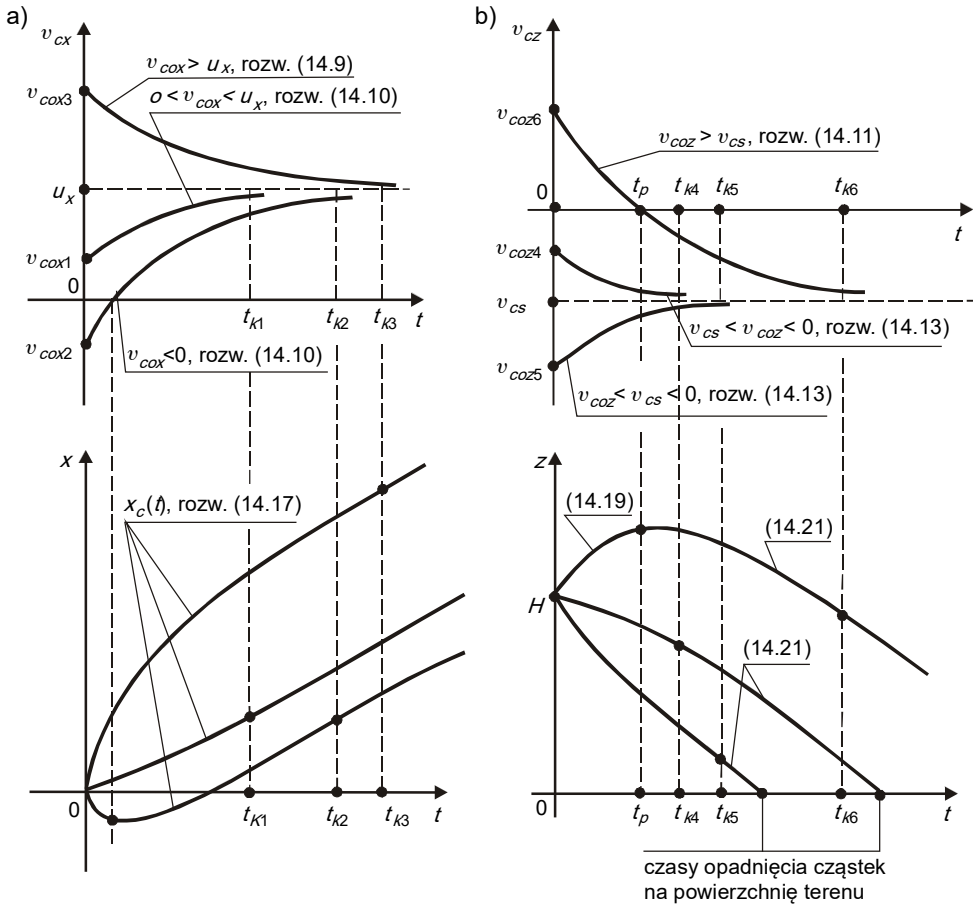 a)
v_cx
v_cox > u_x, rozw. (14.9)
v_cox3
o < v_cox < u_x, rozw. (14.10)
u_x
v_cox1
0
t_k1
t_k2
t_k3
t
v_cox2
v_cox<0, rozw. (14.10)
x
x_c(t), rozw. (14.17)
0
t_K1
t_k2
t_k3
t
b)
v_cz
v_coz6
v_coz > v_cs, rozw. (14.11)
0
t_p
t_k4
t_k5
t_k6
t
v_coz4
v_cs
v_cs < v_coz < 0, rozw. (14.13)
v_coz5
v_coz < v_cs < 0, rozw. (14.13)
z
(14.19)
(14.21)
H
(14.21)
0
t_p
t_k4
t_k5
t_k6
t
czasy opadnięcia cząstek
na powierzchnię terenu